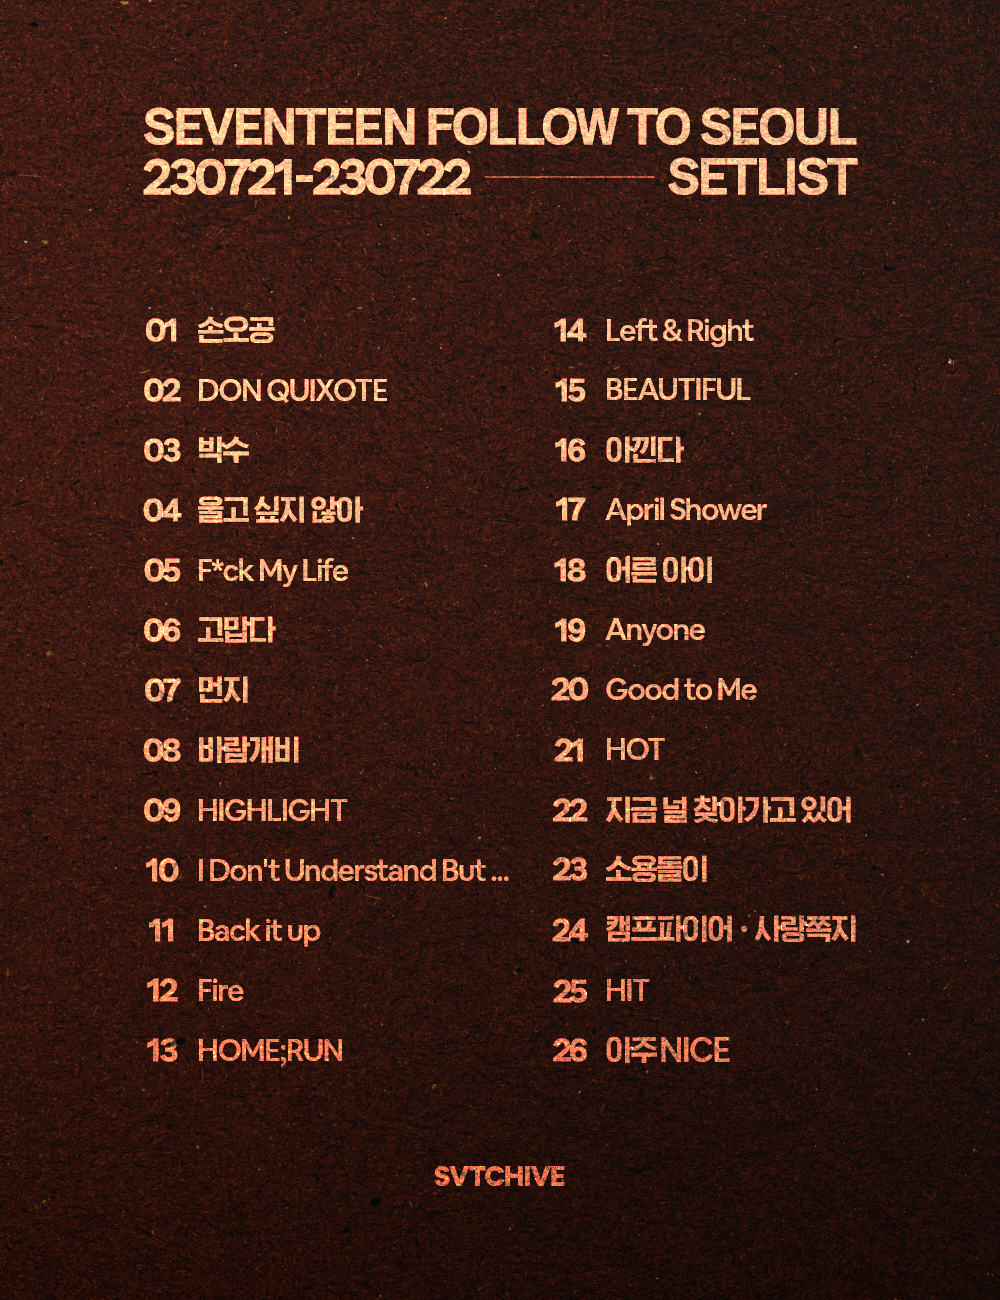 SEVENTEEN FOLLOW TO SEOUL
230721-230722 SETLIST
01 손오공
02 DON QUIXOTE
03 박수
04 울고 싶지 않아
05 F*ck My Life
06 고맙다
07 먼지
08 바람개비
09 HIGHLIGHT
10 I Don't Understand But ...
11 Back it up
12 Fire
13 HOME;RUN
14 Left & Right
15 BEAUTIFUL
16 아낀다
17 April Shower
18 어른 아이
19 Anyone
20 Good to Me
21 HOT
22 지금 널 찾아가고 있어
23 소용돌이
24 캠프파이어 · 사랑쪽지
25 HIT
26 아주 NICE
SVTCHIVE